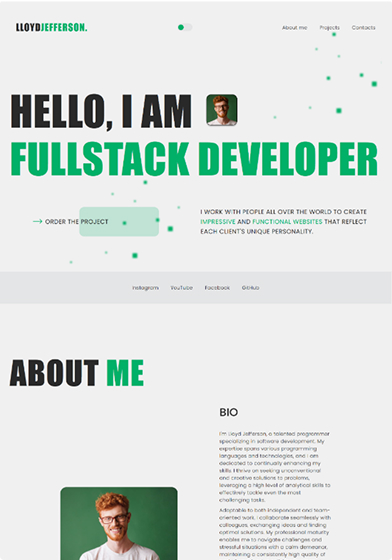 LLOYDJEFFERSON.
About me Projects Contacts
HELLO, I AM
FULLSTACK DEVELOPER
ORDER THE PROJECT
I WORK WITH PEOPLE ALL OVER THE WORLD TO CREATE
IMPRESSIVE AND FUNCTIONAL WEBSITES THAT REFLECT
EACH CLIENT'S UNIQUE PERSONALITY.
Instagram YouTube Facebook GitHub
ABOUT ME
BIO
I'm Lloyd Jefferson, a talented programmer
specializing in software development. My
expertise spans various programming
languages and technologies, and I am
dedicated to continually enhancing my
skills. I thrive on seeking unconventional
and creative solutions to problems,
leveraging a high level of analytical skills to
effectively tackle even the most
challenging tasks.
Adaptable to both independent and team-
oriented work, I collaborate seamlessly with
colleagues, exchanging ideas and finding
optimal solutions. My professional maturity
enables me to navigate challenges and
stressful situations with a calm demeanor,
maintaining a consistently high quality of